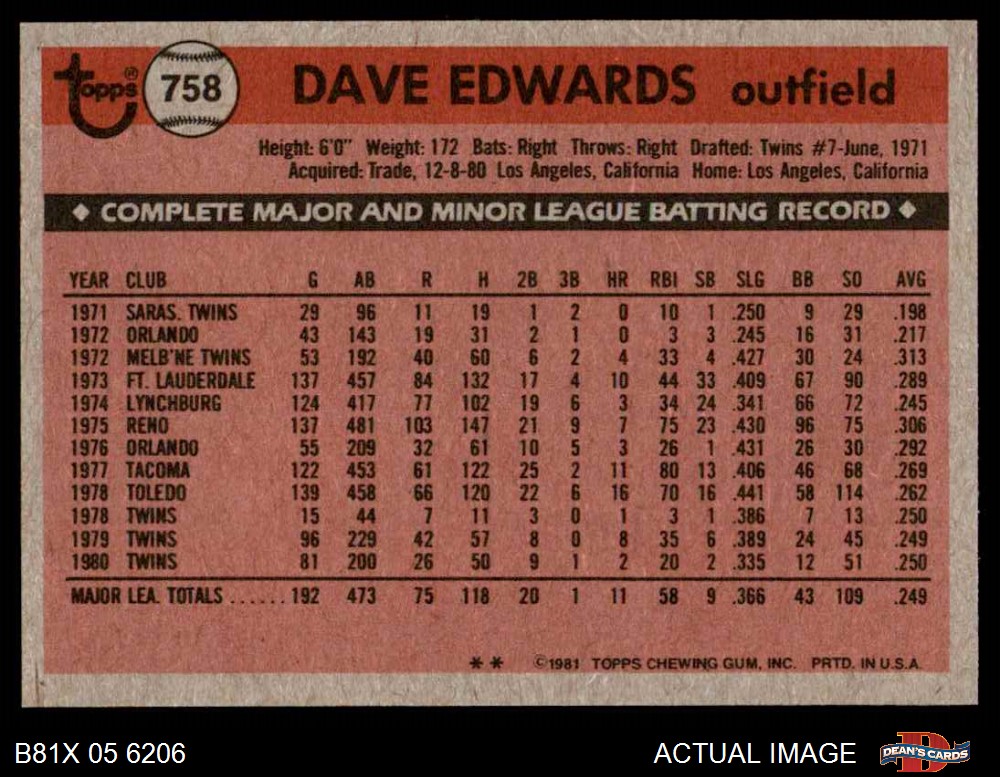 topps® 758 DAVE EDWARDS outfield
Height: 6'0" Weight: 172 Bats: Right Throws: Right Drafted: Twins #7-June, 1971
Acquired: Trade, 12-8-80 Los Angeles, California Home: Los Angeles, California
◆ COMPLETE MAJOR AND MINOR LEAGUE BATTING RECORD ◆
YEAR CLUB G AB R H 2B 3B HR RBI SB SLG BB SO AVG
1971 SARAS. TWINS 29 96 11 19 1 2 0 10 1 .250 9 29 .198
1972 ORLANDO 43 143 19 31 2 1 0 3 3 .245 16 31 .217
1972 MELB'NE TWINS 53 192 40 60 6 2 4 33 4 .427 30 24 .313
1973 FT. LAUDERDALE 137 457 84 132 17 4 10 44 33 .409 67 90 .289
1974 LYNCHBURG 124 417 77 102 19 6 3 34 24 .341 66 72 .245
1975 RENO 137 481 103 147 21 9 7 75 23 .430 96 75 .306
1976 ORLANDO 55 209 32 61 10 5 3 26 1 .431 26 30 .292
1977 TACOMA 122 453 61 122 25 2 11 80 13 .406 46 68 .269
1978 TOLEDO 139 458 66 120 22 6 16 70 16 .441 58 114 .262
1978 TWINS 15 44 7 11 3 0 1 3 1 .386 7 13 .250
1979 TWINS 96 229 42 57 8 0 8 35 6 .389 24 45 .249
1980 TWINS 81 200 26 50 9 1 2 20 2 .335 12 51 .250
MAJOR LEA. TOTALS ......192 473 75 118 20 1 11 58 9 .366 43 109 .249
** ©1981 TOPPS CHEWING GUM, INC. PRTD. IN U.S.A.
B81X 05 6206 ACTUAL IMAGE DEAN'S CARDS